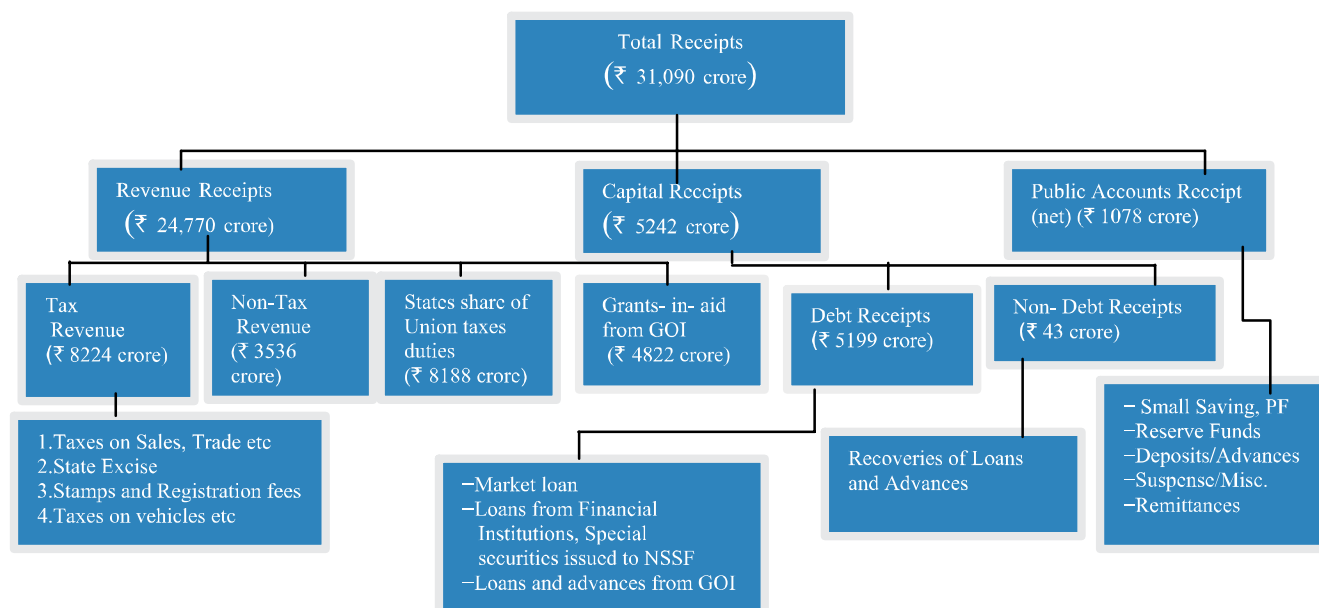 Total Receipts
(₹ 31,090 crore)
Revenue Receipts
(₹ 24,770 crore)
Capital Receipts
(₹ 5242 crore)
Public Accounts Receipt
(net) (₹ 1078 crore)
Tax
Revenue
(₹ 8224 crore)
Non-Tax
Revenue
(₹ 3536
crore)
States share of
Union taxes
duties
(₹ 8188 crore)
Grants- in- aid
from GOI
(₹ 4822 crore)
Debt Receipts
(₹ 5199 crore)
Non- Debt Receipts
(₹ 43 crore)
1.Taxes on Sales, Trade etc
2.State Excise
3.Stamps and Registration fees
4.Taxes on vehicles etc
−Market loan
−Loans from Financial
Institutions, Special
securities issued to NSSF
−Loans and advances from GOI
Recoveries of Loans
and Advances
− Small Saving, PF
−Reserve Funds
−Deposits/Advances
−Suspense/Misc.
−Remittances